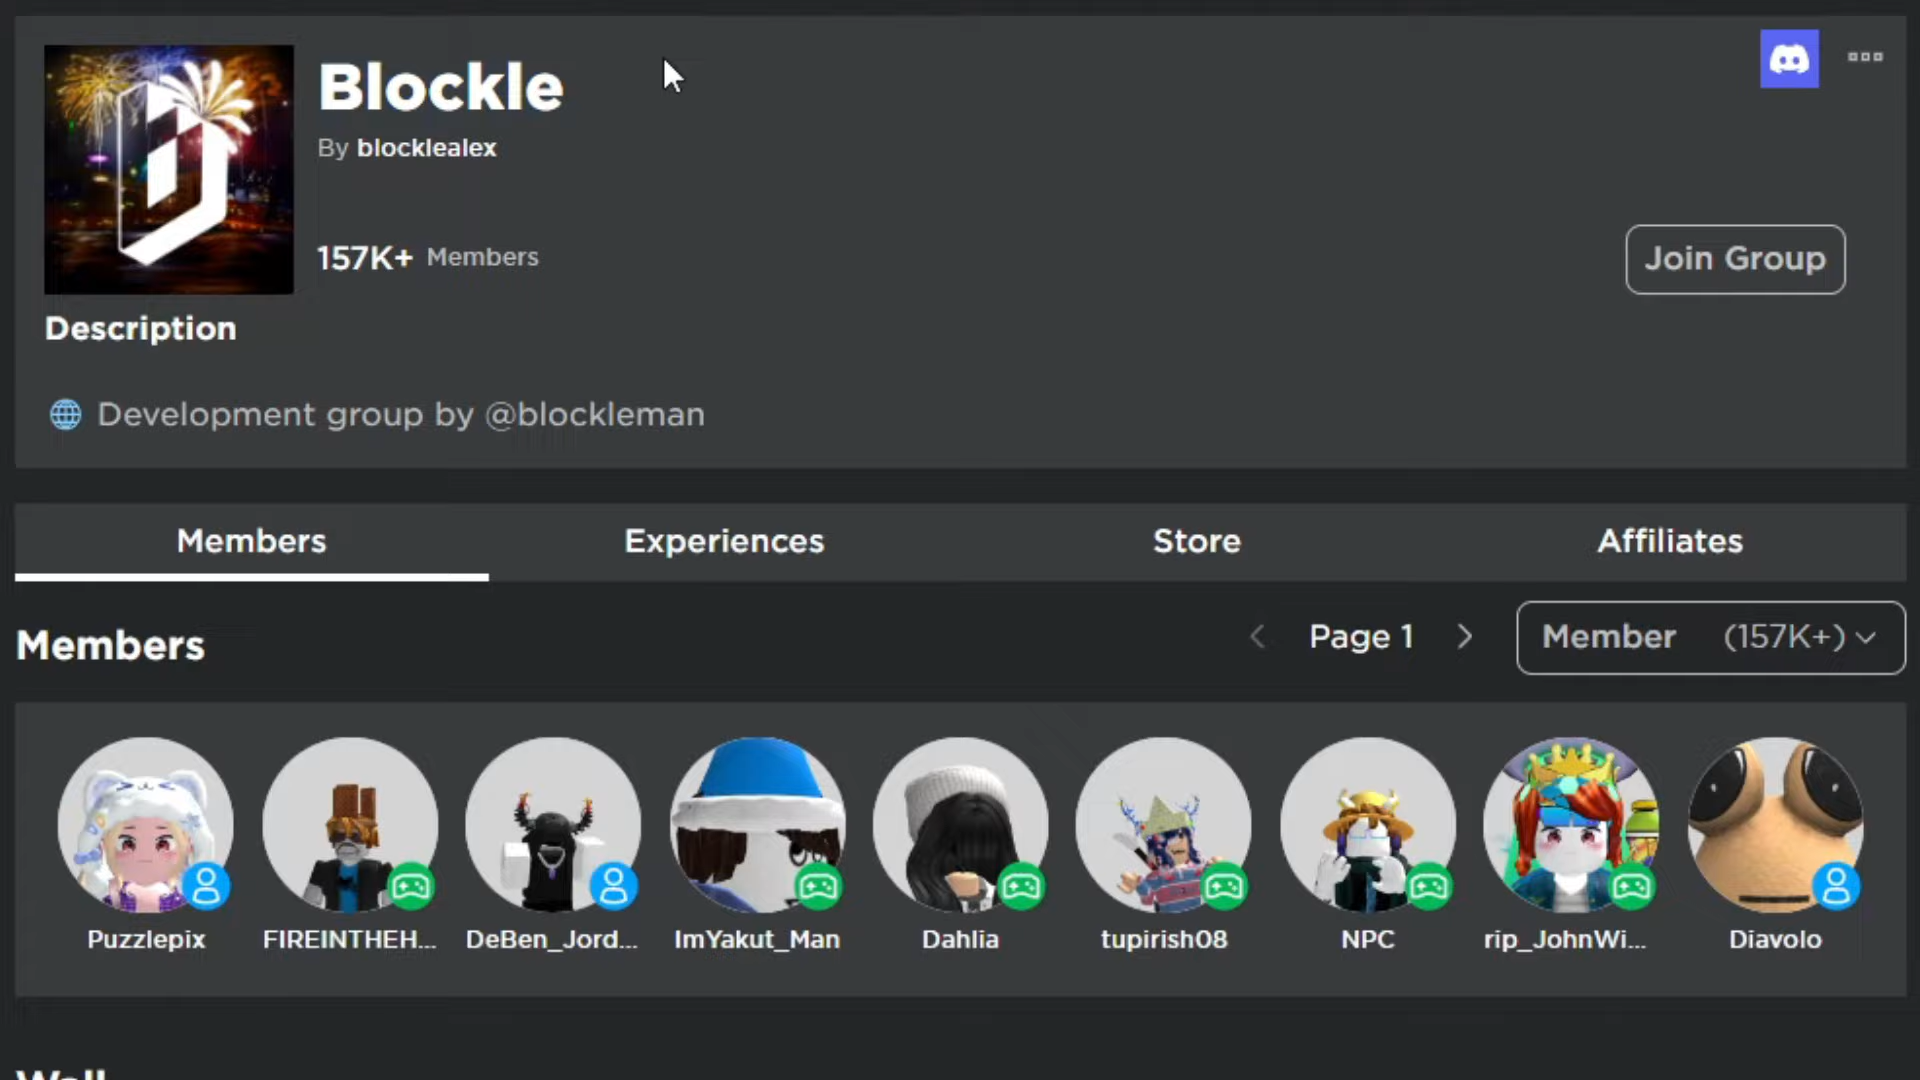 Blockle
By blocklealex
157K+ Members
Join Group
Description
Development group by @blockleman
Members Experiences Store Affiliates
Members
Page 1
Member (157K+)
Puzzlepix FIREINTHEH... DeBen_Jord... ImYakut_Man Dahlia tupirish08 NPC rip_JohnWi... Diavolo
Wall